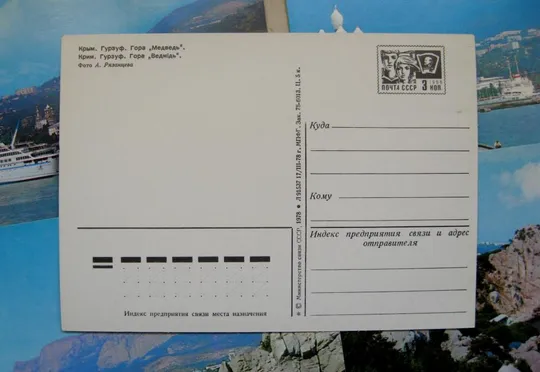 Крым. Гурзуф. Гора „Медведь“.
Крим. Гурзуф. Гора „Ведмідь“.
Фото А. Рязанцева
ПОЧТА СССР 3 КОП.
Куда
Кому
Индекс предприятия связи и адрес
отправителя
Индекс предприятия связи места назначения
© Министерство связи СССР. 1978 ●